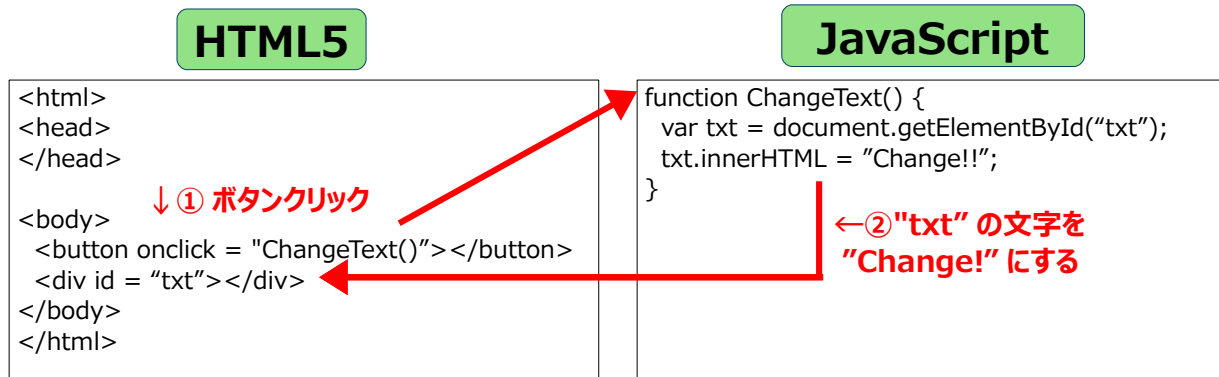 HTML5
<html>
<head>
</head>
↓① ボタンクリック
<body>
<button onclick = "ChangeText()”></button>
<div id = “txt”></div>
</body>
</html>
JavaScript
function ChangeText() {
var txt = document.getElementById(“txt”);
txt.innerHTML = ”Change!!”;
}
←②"txt” の文字を
”Change!” にする